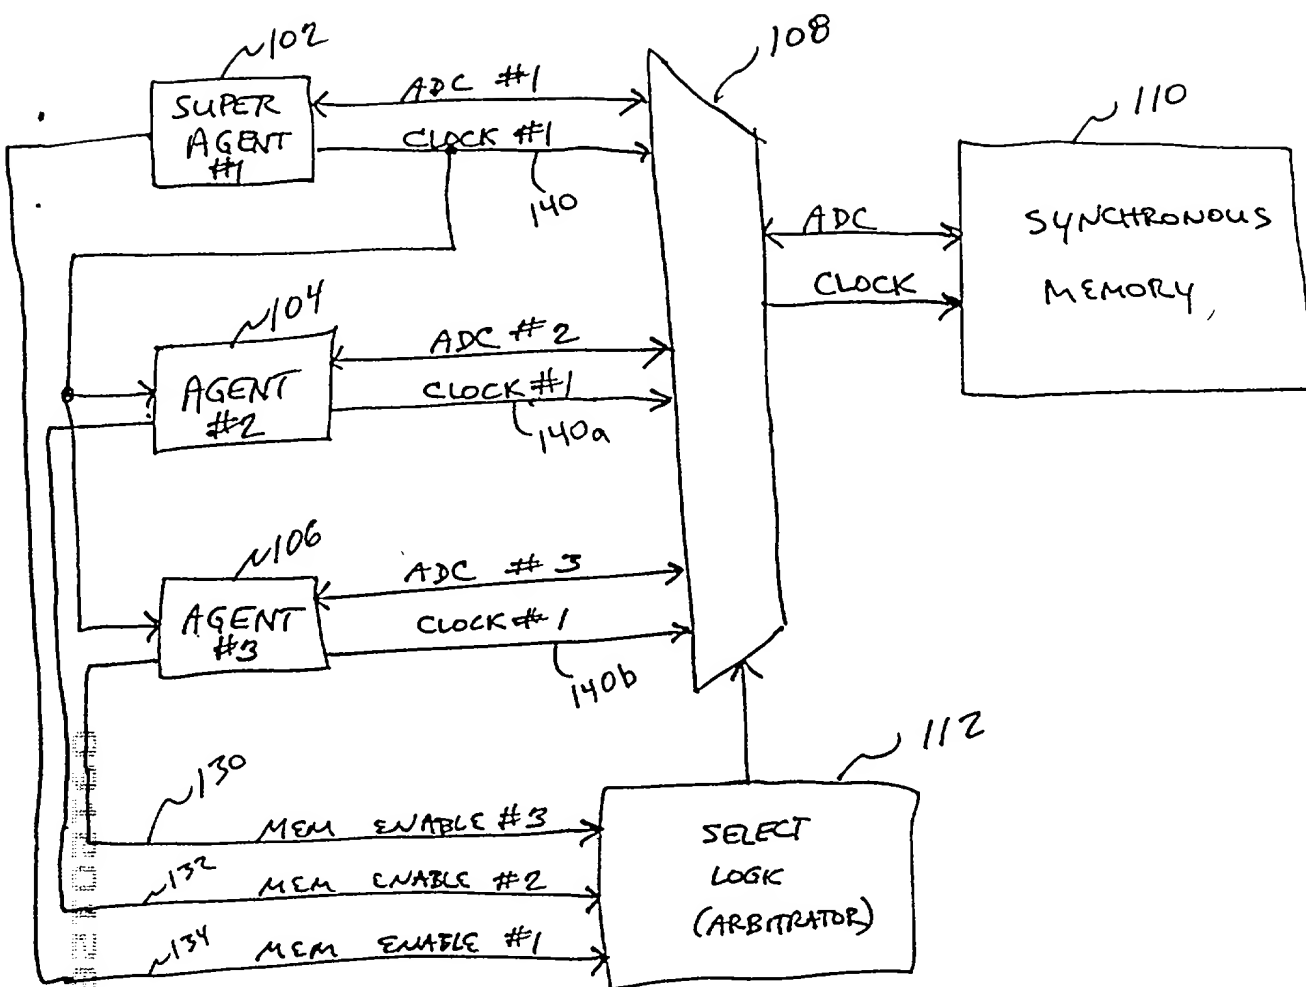 102
108
SUPER
AGENT
#1
ADC #1
CLOCK #1
140
110
SYNCHRONOUS
MEMORY
ADC
CLOCK
104
AGENT
#2
ADC #2
CLOCK #1
140a
106
AGENT
#3
ADC #3
CLOCK #1
140b
112
130
MEM ENABLE #3
132
MEM ENABLE #2
134
MEM ENABLE #1
SELECT
LOGIC
(ARBITRATOR)